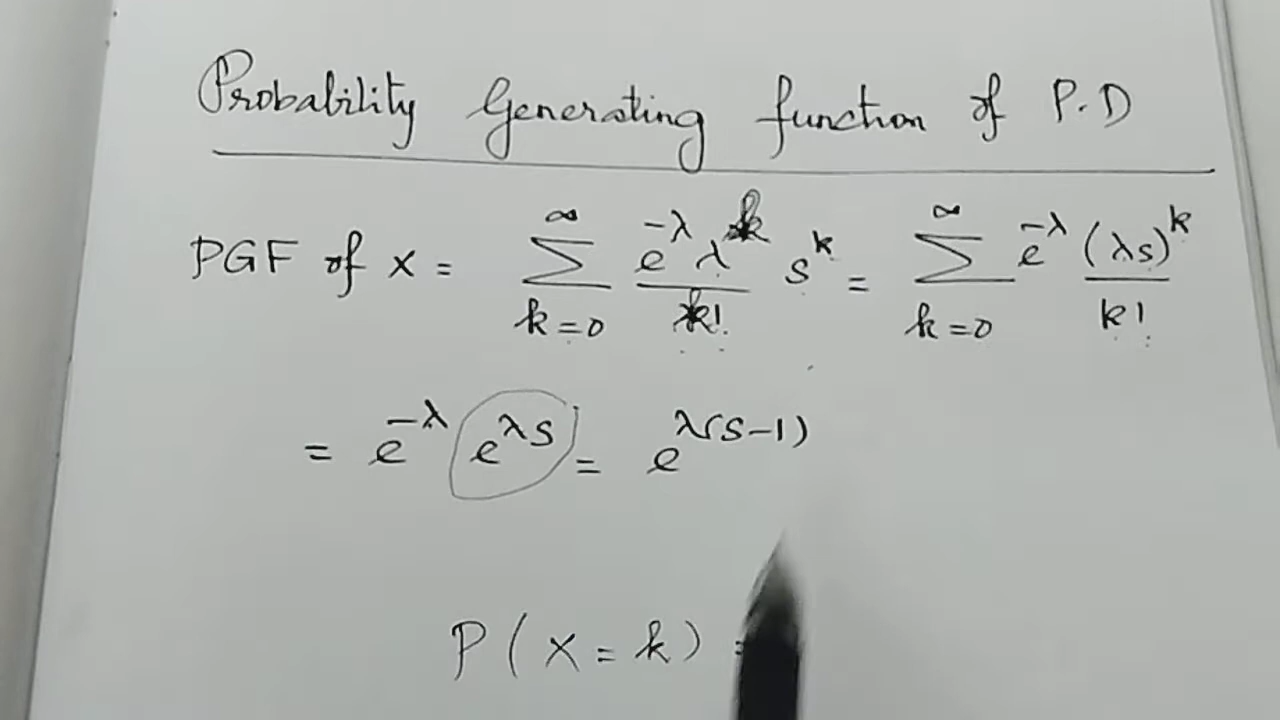 Probability Generating function of P.D
PGF of X = ∞ Σ k=0 e^-λ λ^k / k! s^k = ∞ Σ k=0 e^-λ (λs)^k / k!
= e^-λ e^λs = e^λ(s-1)
P(X=k) =